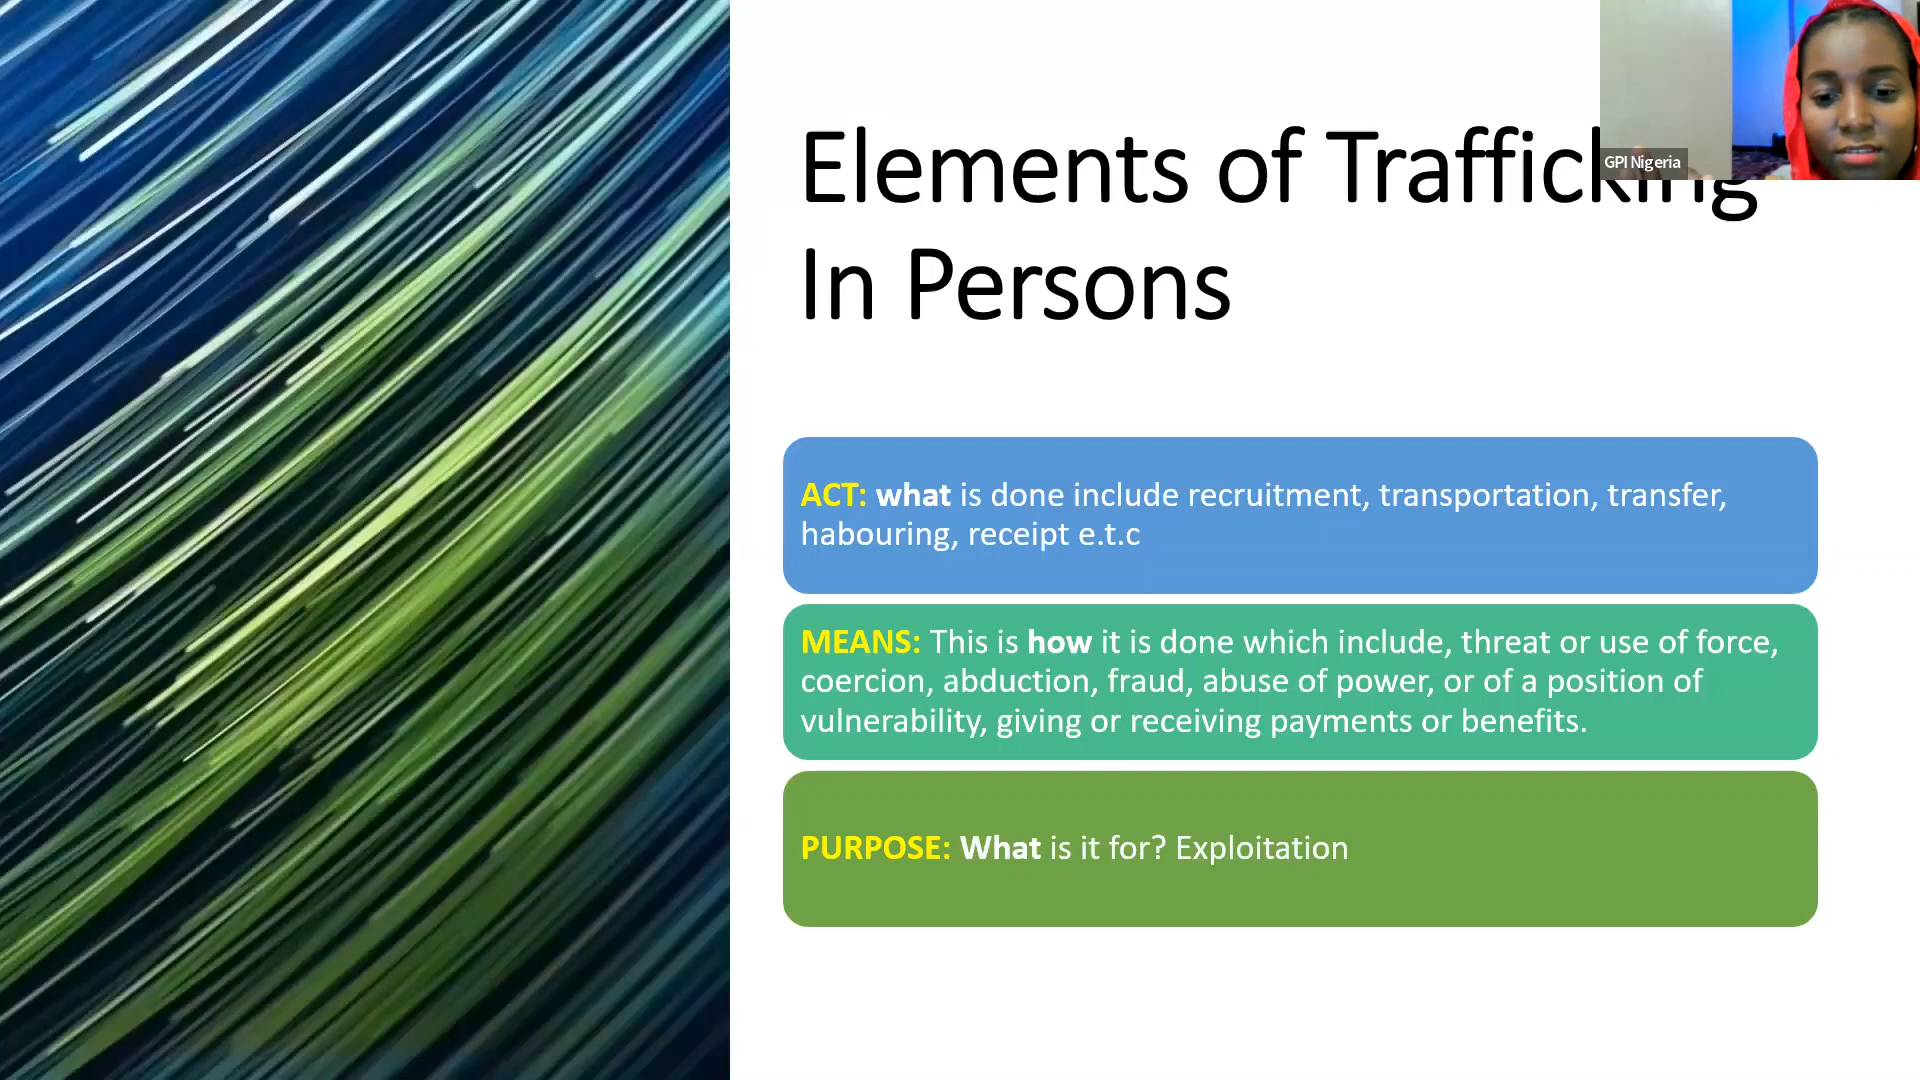 Elements of Trafficking
In Persons
GPI Nigeria
ACT: what is done include recruitment, transportation, transfer,
habouring, receipt e.t.c
MEANS: This is how it is done which include, threat or use of force,
coercion, abduction, fraud, abuse of power, or of a position of
vulnerability, giving or receiving payments or benefits.
PURPOSE: What is it for? Exploitation